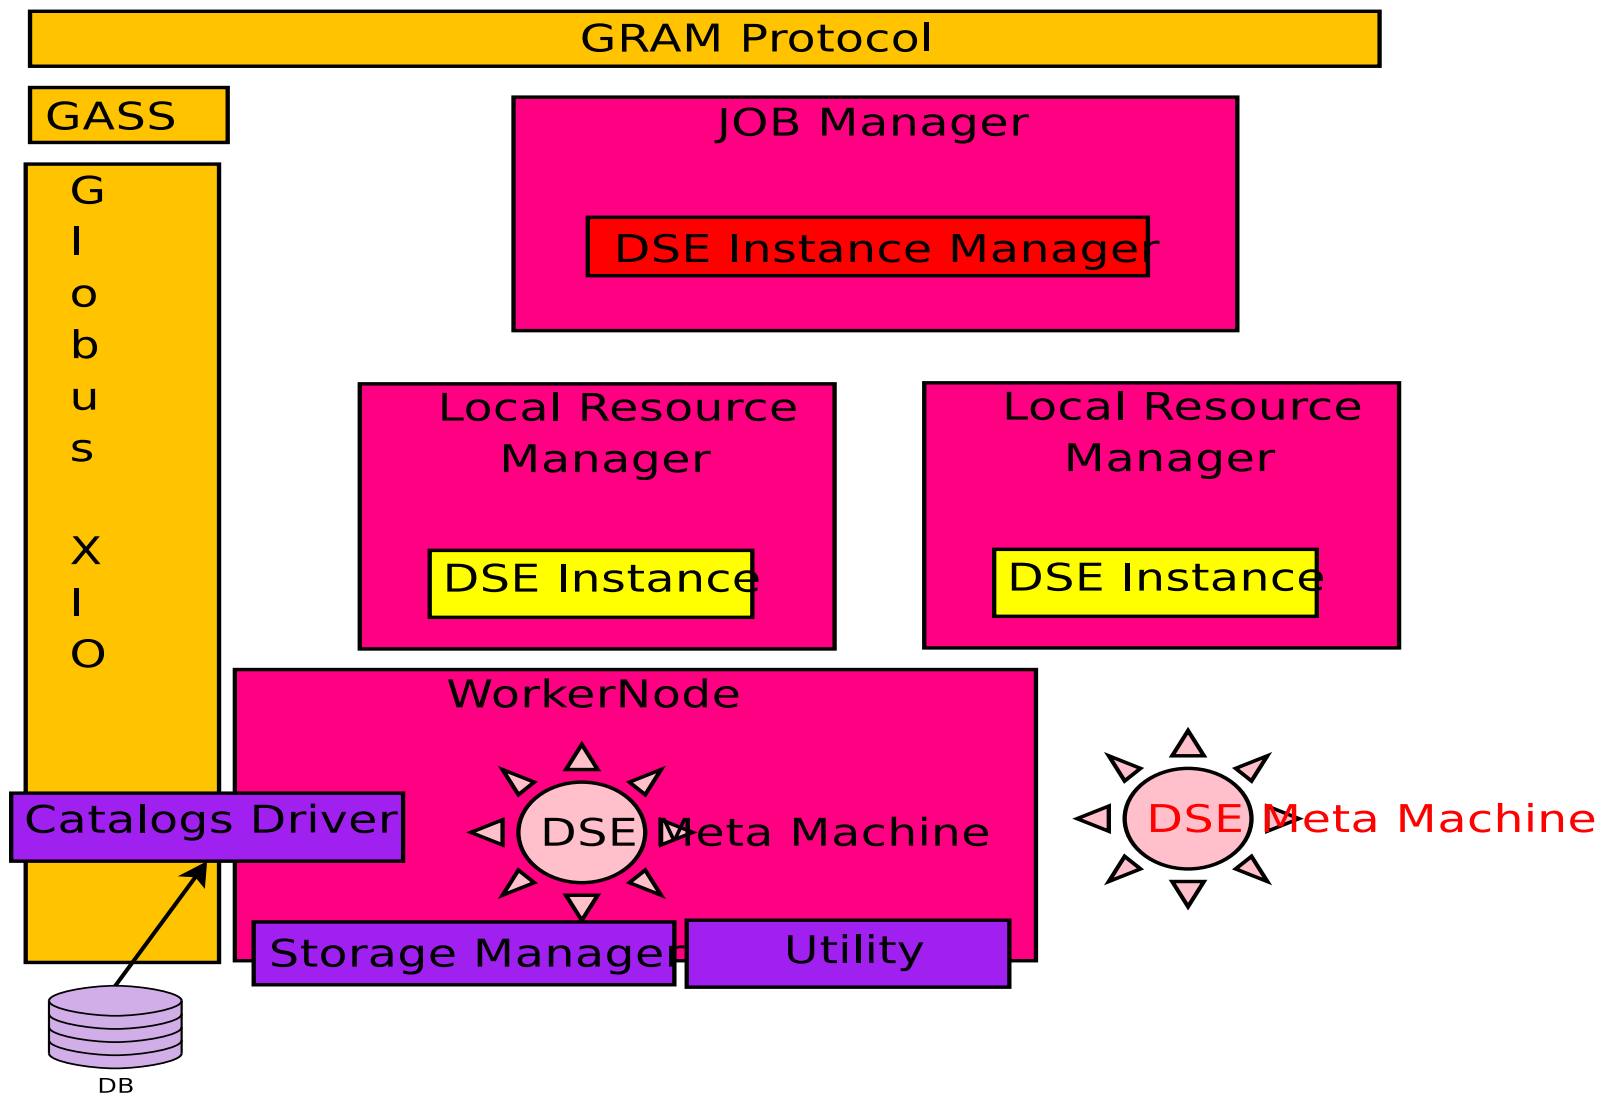 GRAM Protocol
GASS
JOB Manager
DSE Instance Manager
G
l
o
b
u
s
X
I
O
Local Resource
Manager
DSE Instance
Local Resource
Manager
DSE Instance
WorkerNode
Catalogs Driver
DSE Meta Machine
DSE Meta Machine
Storage Manager
Utility
DB